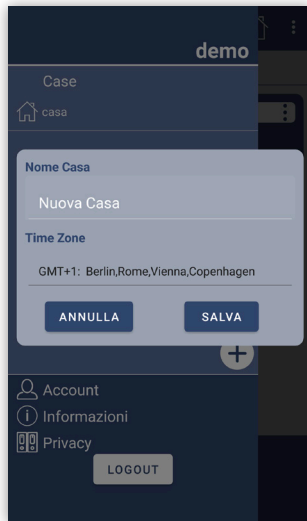 demo
Case
casa
Nome Casa
Nuova Casa
Time Zone
GMT+1: Berlin,Rome,Vienna,Copenhagen
ANNULLA
SALVA
Account
Informazioni
Privacy
LOGOUT